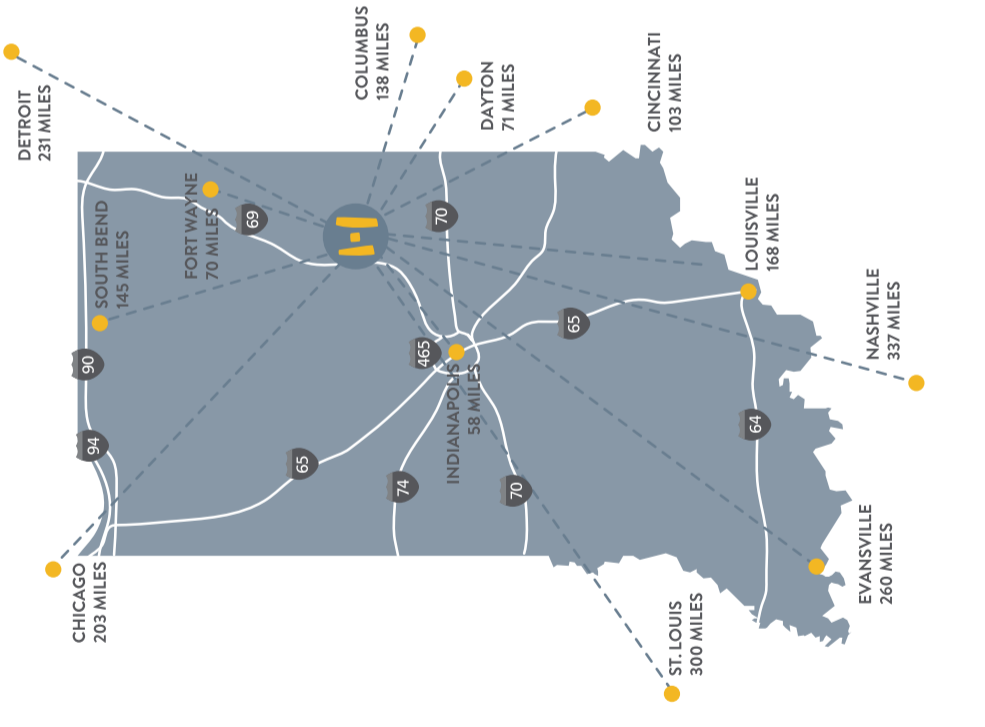 DETROIT
231 MILES
COLUMBUS
138 MILES
DAYTON
71 MILES
CINCINNATI
103 MILES
SOUTH BEND
145 MILES
FORT WAYNE
70 MILES
69
70
LOUISVILLE
168 MILES
NASHVILLE
337 MILES
90
94
465
65
INDIANAPOLIS
58 MILES
65
74
70
64
CHICAGO
203 MILES
ST. LOUIS
300 MILES
EVANSVILLE
260 MILES